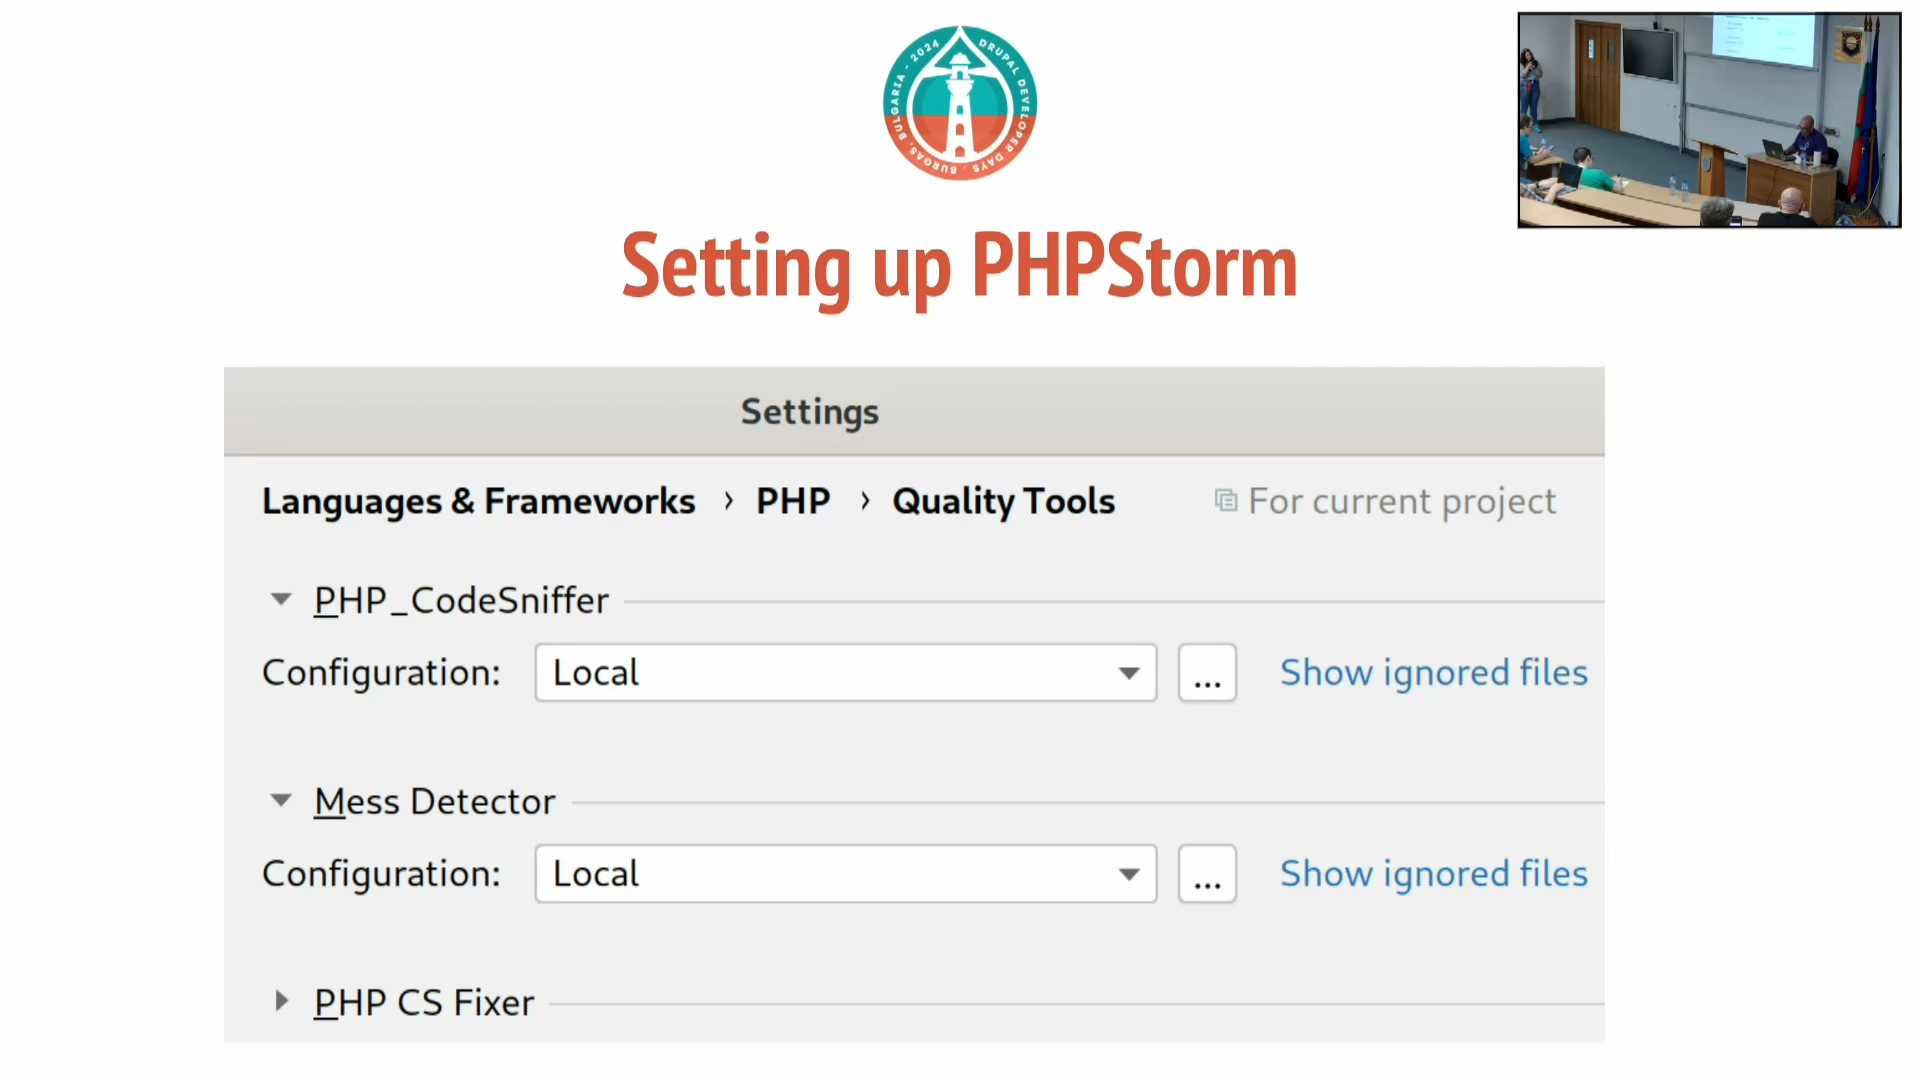 2024 · DRUPAL DEVELOPER DAYS · BURGAS, BULGARIA -
Setting up PHPStorm
Settings
Languages & Frameworks › PHP › Quality Tools For current project
PHP_CodeSniffer
Configuration: Local ... Show ignored files
Mess Detector
Configuration: Local ... Show ignored files
PHP CS Fixer